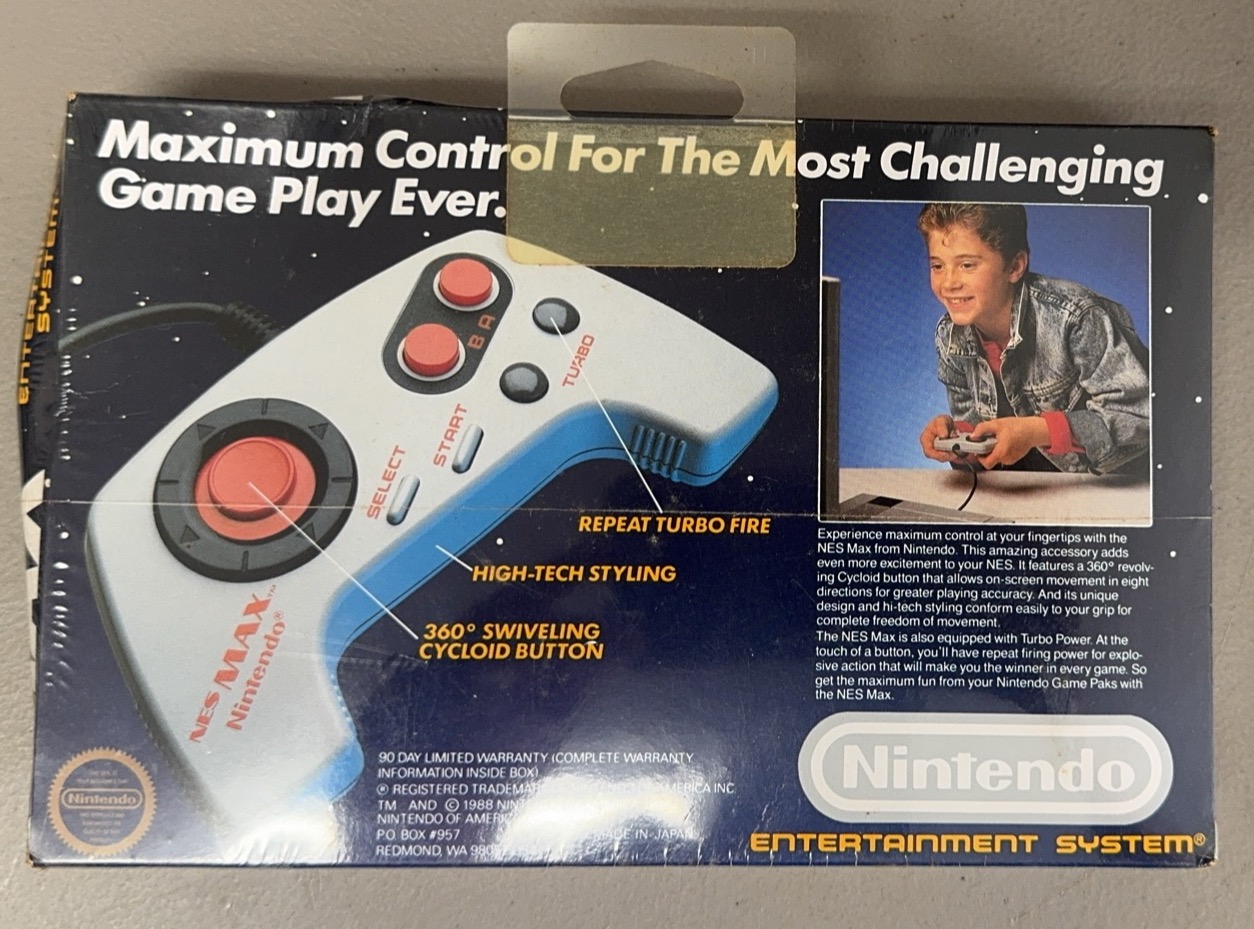 Maximum Control For The Most Challenging
Game Play Ever.
ENTERTAINMENT
SYSTEM
B A
TURBO
START
SELECT
REPEAT TURBO FIRE
HIGH-TECH STYLING
360° SWIVELING
CYCLOID BUTTON
NES MAX™
Nintendo®
Experience maximum control at your fingertips with the
NES Max from Nintendo. This amazing accessory adds
even more excitement to your NES. It features a 360° revolv-
ing Cycloid button that allows on-screen movement in eight
directions for greater playing accuracy. And its unique
design and hi-tech styling conform easily to your grip for
complete freedom of movement.
The NES Max is also equipped with Turbo Power. At the
touch of a button, you'll have repeat firing power for explo-
sive action that will make you the winner in every game. So
get the maximum fun from your Nintendo Game Paks with
the NES Max.
Nintendo
90 DAY LIMITED WARRANTY (COMPLETE WARRANTY
INFORMATION INSIDE BOX)
® REGISTERED TRADEMARK AMERICA INC
TM AND © 1988
NINTENDO OF
PO BOX #957 MADE IN JAPAN
REDMOND, WA
Nintendo
ENTERTAINMENT SYSTEM®